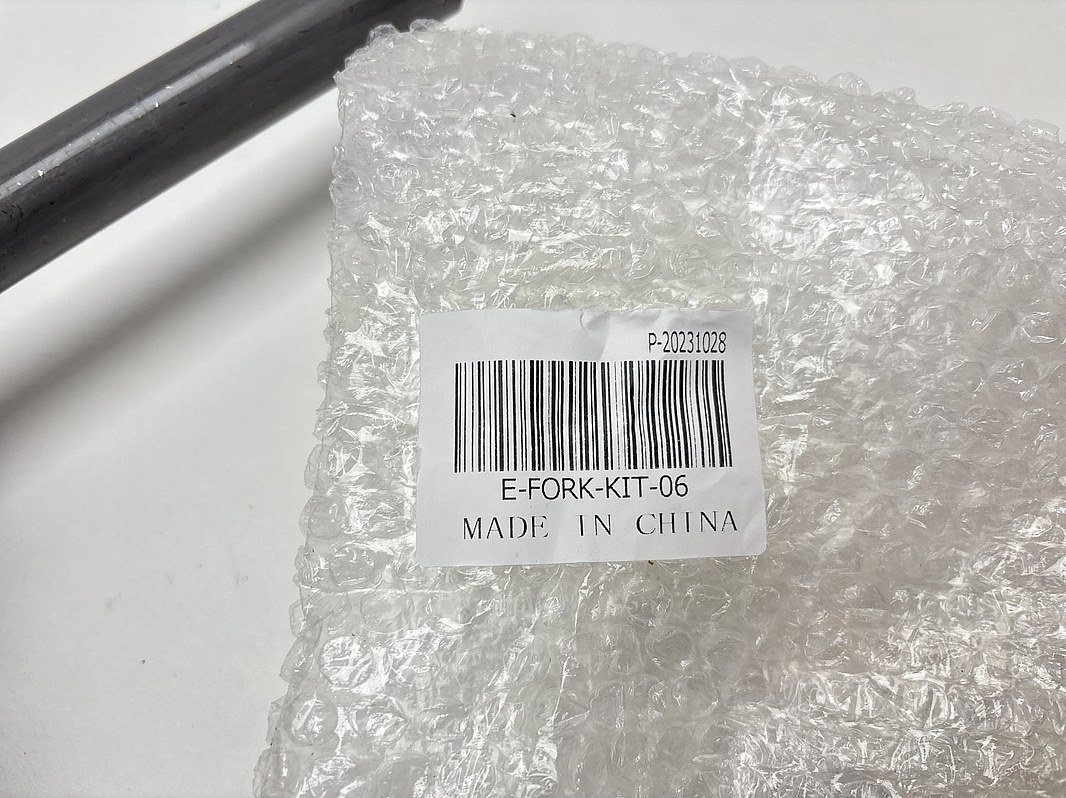 P-20231028
E-FORK-KIT-06
MADE IN CHINA